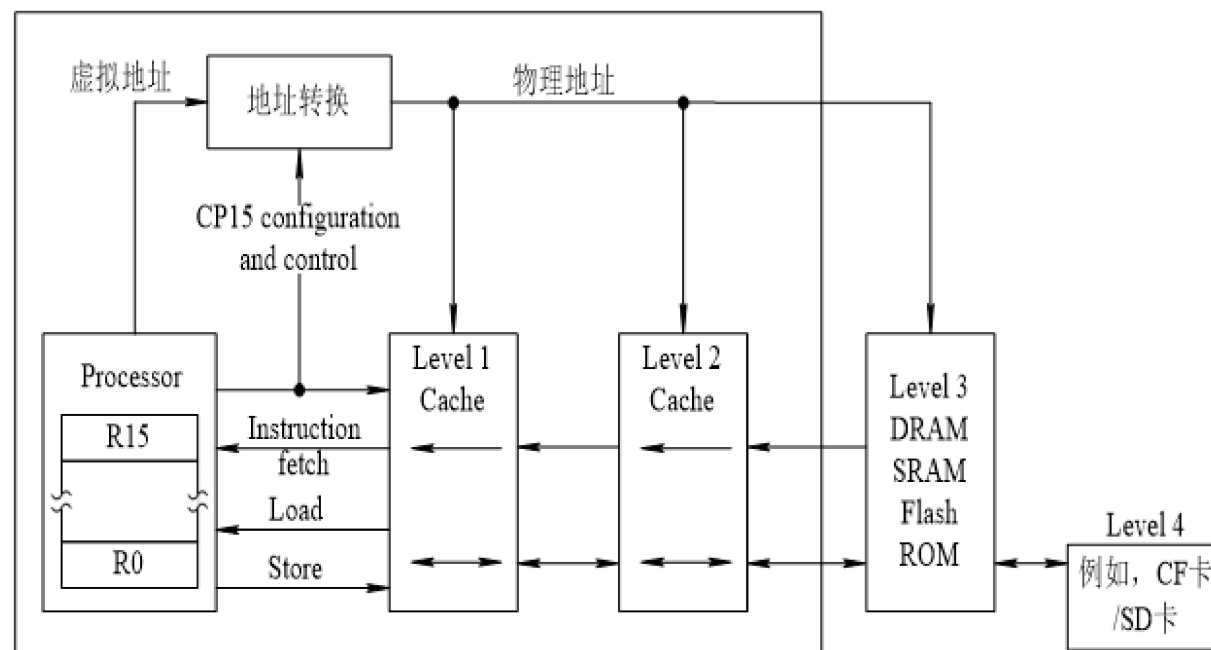 虚拟地址
地址转换
物理地址
CP15 configuration
and control
Processor
R15
R0
Instruction
fetch
Load
Store
Level 1
Cache
Level 2
Cache
Level 3
DRAM
SRAM
Flash
ROM
Level 4
例如，CF卡
/SD卡